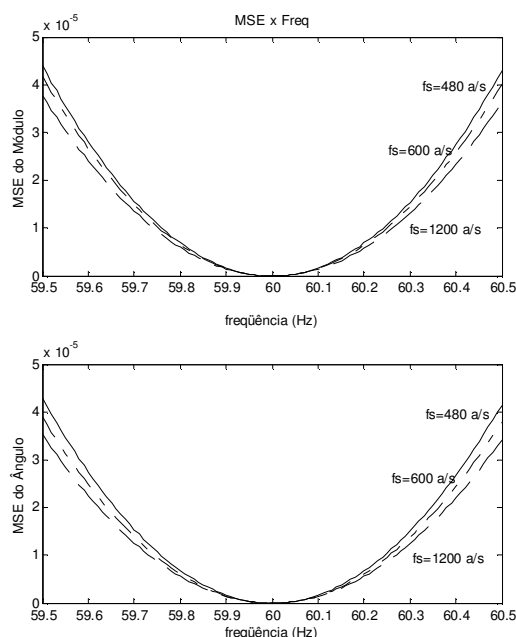 MSE x Freq
x 10⁻⁵
5
4
3
2
1
0
MSE do Módulo
fs=480 a/s
fs=600 a/s
fs=1200 a/s
59.5 59.6 59.7 59.8 59.9 60 60.1 60.2 60.3 60.4 60.5
freqüência (Hz)
x 10⁻⁵
5
4
3
2
1
0
MSE do Ângulo
fs=480 a/s
fs=600 a/s
fs=1200 a/s
59.5 59.6 59.7 59.8 59.9 60 60.1 60.2 60.3 60.4 60.5
freqüência (Hz)